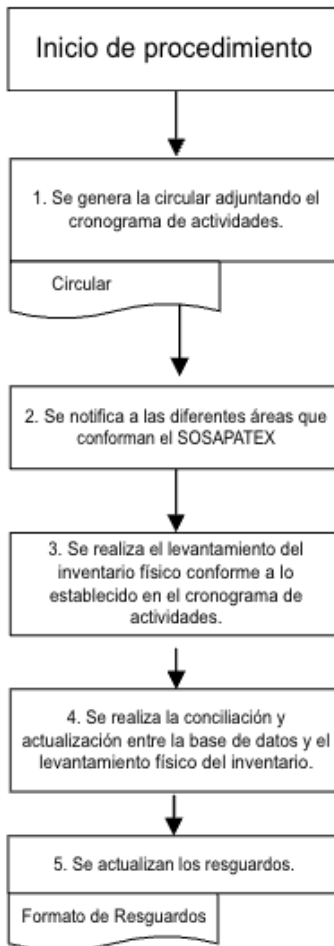 Inicio de procedimiento
1. Se genera la circular adjuntando el
cronograma de actividades.
Circular
2. Se notifica a las diferentes áreas que
conforman el SOSAPATEX
3. Se realiza el levantamiento del
inventario físico conforme a lo
establecido en el cronograma de
actividades.
4. Se realiza la conciliación y
actualización entre la base de datos y el
levantamiento físico del inventario.
5. Se actualizan los resguardos.
Formato de Resguardos